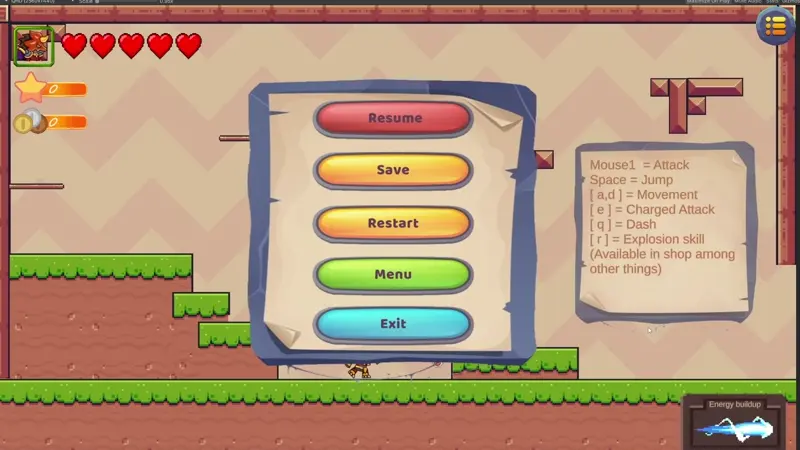 0
0
Resume
Save
Restart
Menu
Exit
Mouse1 = Attack
Space = Jump
[ a,d ] = Movement
[ e ] = Charged Attack
[ q ] = Dash
[ r ] = Explosion skill
(Available in shop among
other things)
Energy buildup